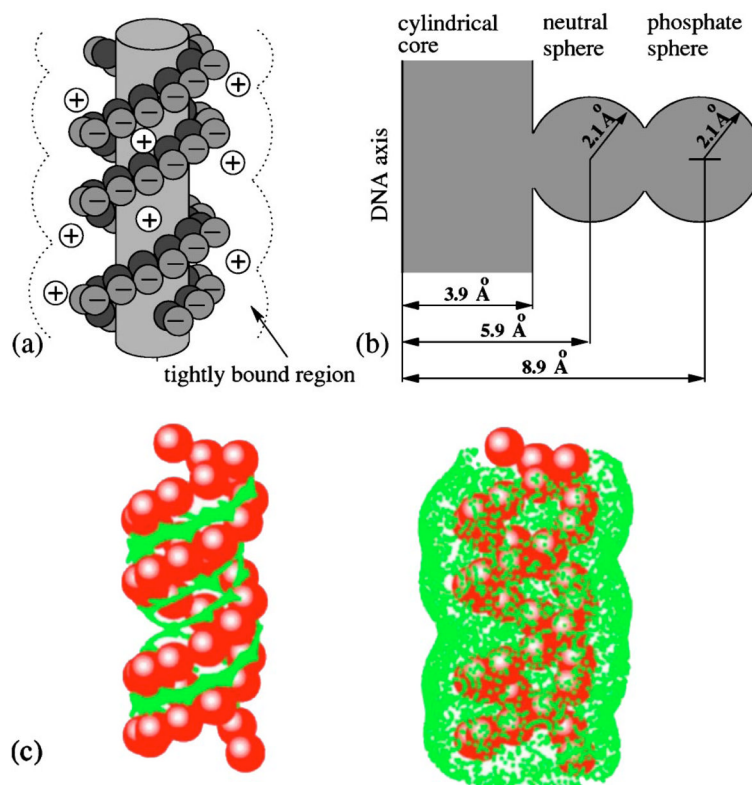 (a)
+ + + + + + + +
− − − − − − − − − − − − − − − − − −
tightly bound region
cylindrical
core
neutral
sphere
phosphate
sphere
DNA axis
2.1 A°
2.1 A°
3.9 A°
5.9 A°
8.9 A°
(b)
(c)